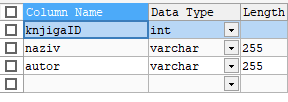 Column Name Data Type Length
knjigaID int
naziv varchar 255
autor varchar 255